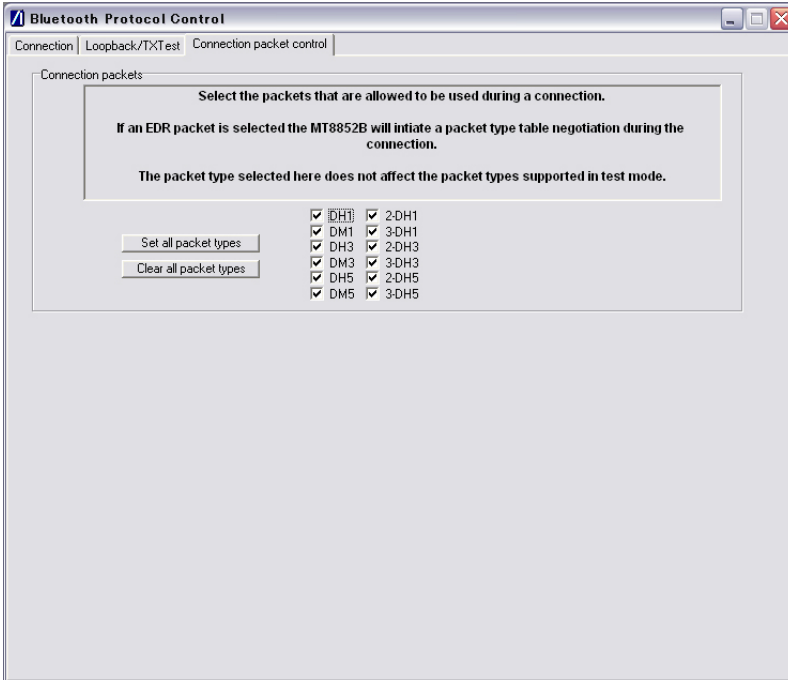 Bluetooth Protocol Control
Connection Loopback/TXTest Connection packet control
Connection packets
Select the packets that are allowed to be used during a connection.
If an EDR packet is selected the MT8852B will intiate a packet type table negotiation during the
connection.
The packet type selected here does not affect the packet types supported in test mode.
Set all packet types
Clear all packet types
DH1 2-DH1
DM1 3-DH1
DH3 2-DH3
DM3 3-DH3
DH5 2-DH5
DM5 3-DH5